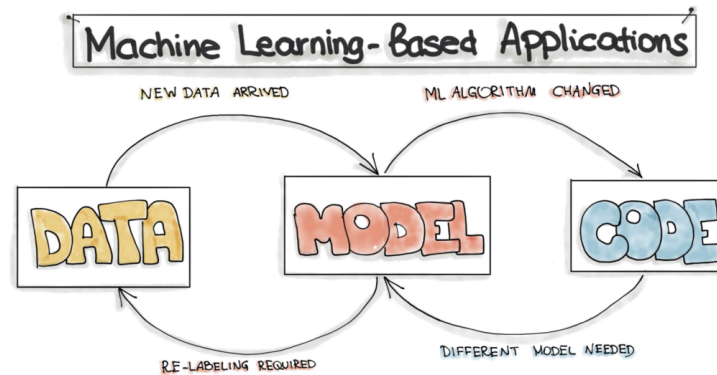 Machine Learning-Based Applications
NEW DATA ARRIVED
ML ALGORITHM CHANGED
DATA
MODEL
CODE
RE-LABELING REQUIRED
DIFFERENT MODEL NEEDED